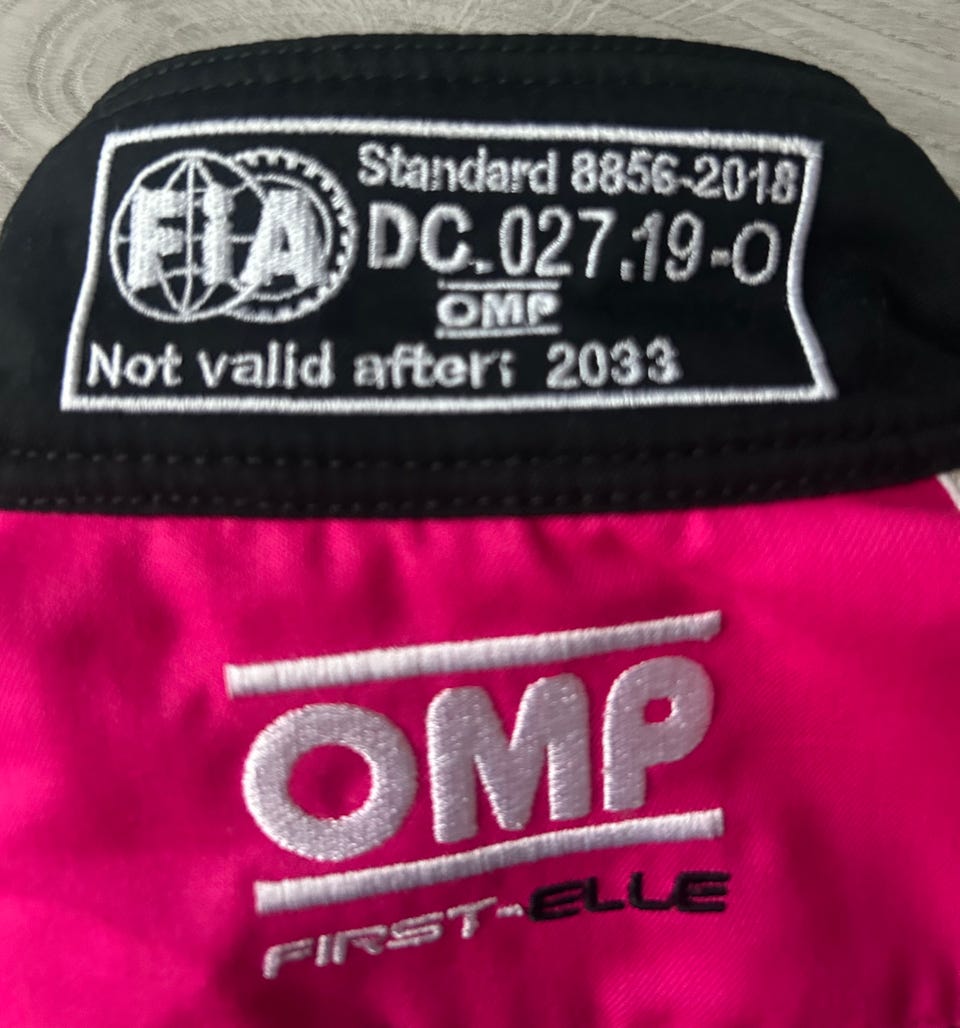 FIA
Standard 8856-2018
DC.027.19-O
OMP
Not valid after: 2033
OMP
FIRST-ELLE